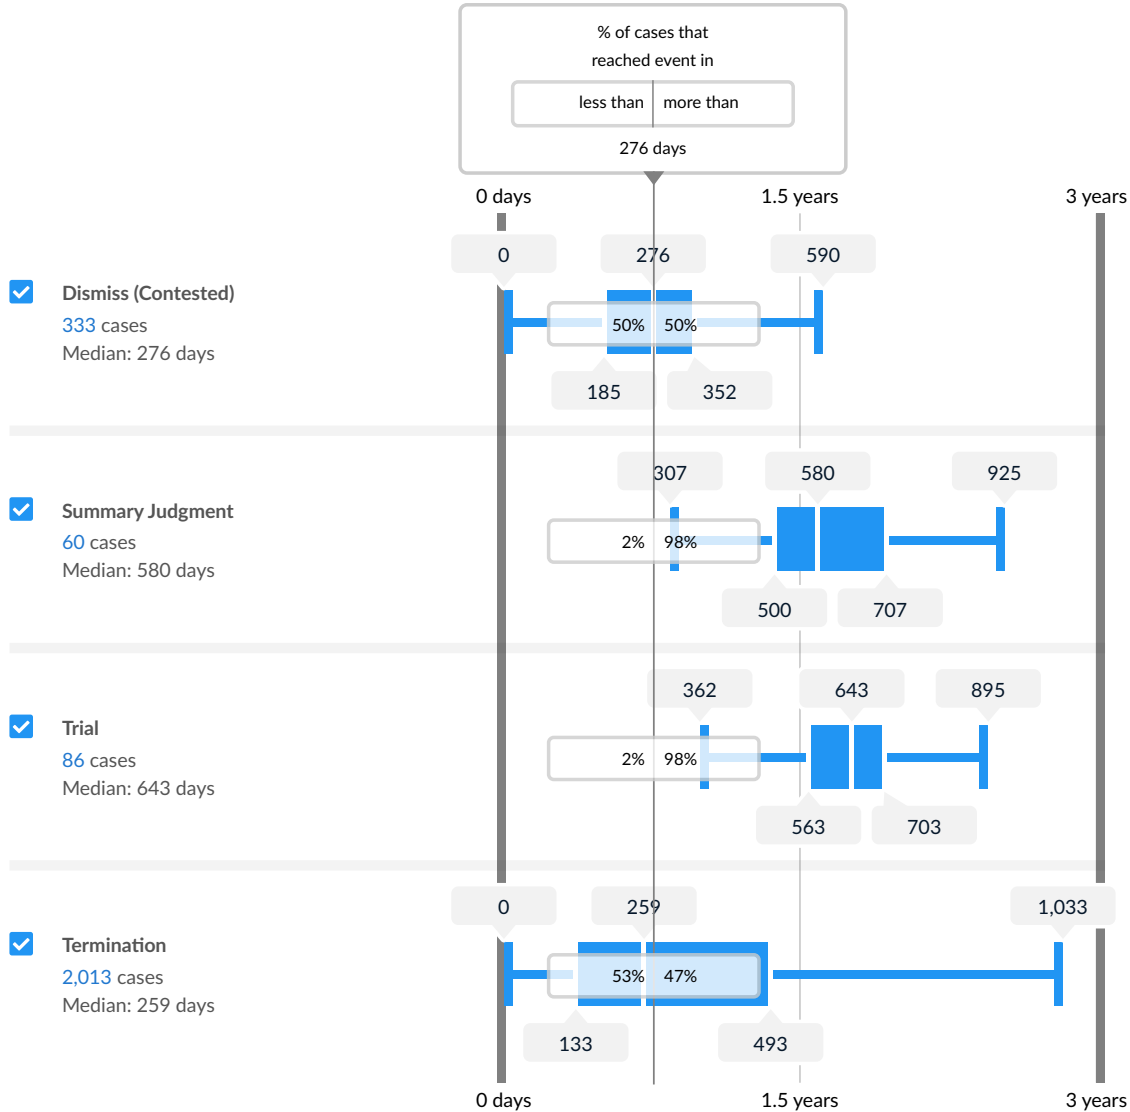 % of cases that
reached event in
less than more than
276 days
0 days 1.5 years 3 years
0 276 590
Dismiss (Contested)
333 cases
Median: 276 days
50% 50%
185 352
307 580 925
Summary Judgment
60 cases
Median: 580 days
2% 98%
500 707
362 643 895
Trial
86 cases
Median: 643 days
2% 98%
563 703
0 259 1,033
Termination
2,013 cases
Median: 259 days
53% 47%
133 493
0 days 1.5 years 3 years